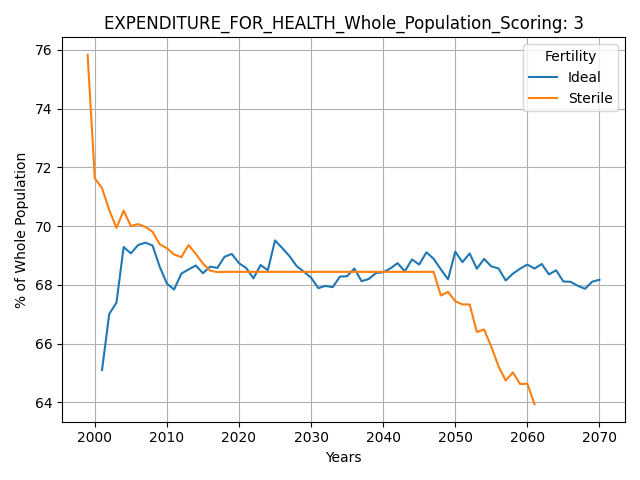 EXPENDITURE_FOR_HEALTH_Whole_Population_Scoring: 3
Fertility
Ideal
Sterile
% of Whole Population
76
74
72
70
68
66
64
2000 2010 2020 2030 2040 2050 2060 2070
Years